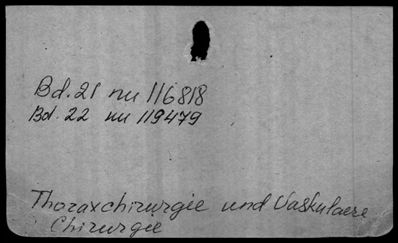 Bd. 21 nu 116818
Bd. 22 nu 119479
Thoraxchirurgie und Vaskulaere
Chirurgie